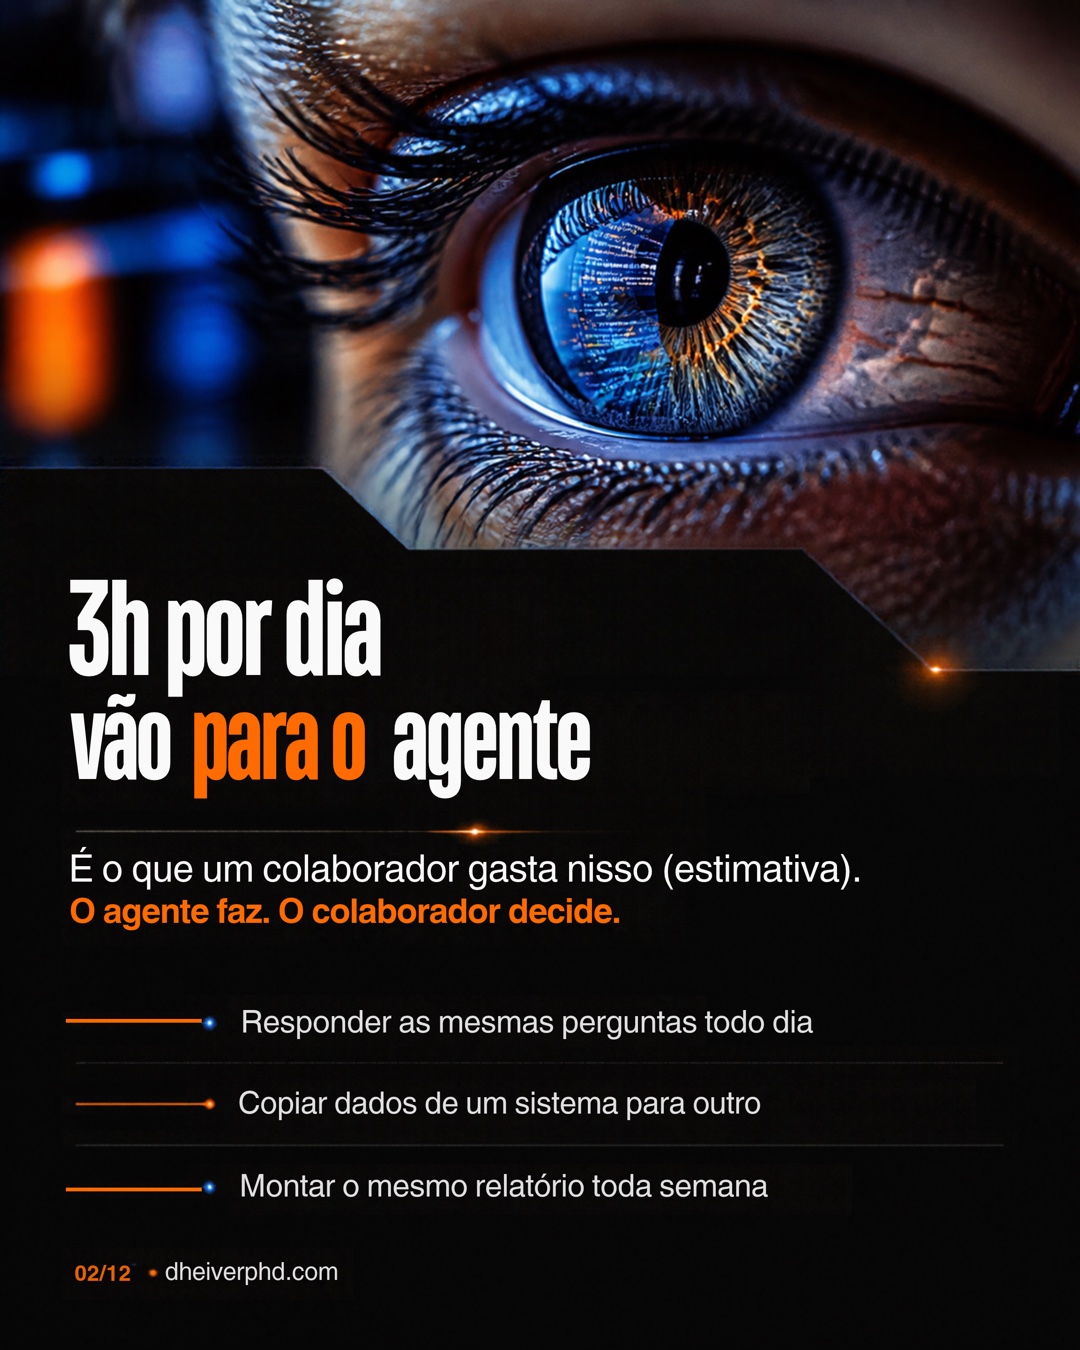 3h por dia
vão para o agente
É o que um colaborador gasta nisso (estimativa).
O agente faz. O colaborador decide.
Responder as mesmas perguntas todo dia
Copiar dados de um sistema para outro
Montar o mesmo relatório toda semana
02/12 • dheiverphd.com